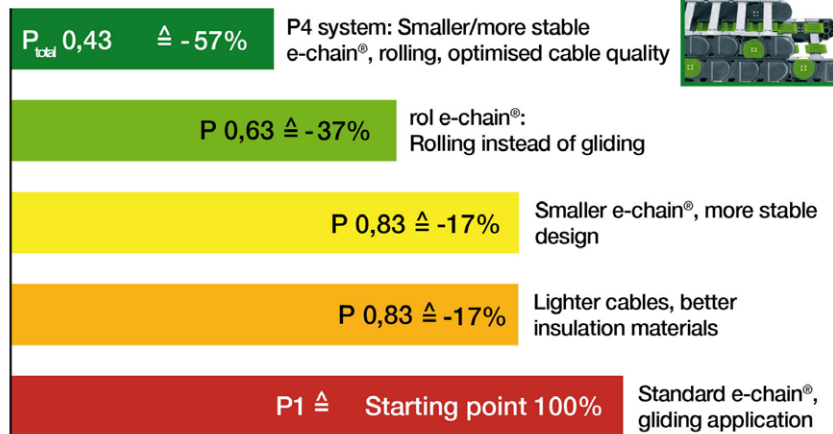 P total 0,43 ≙ -57%
P4 system: Smaller/more stable
e-chain®, rolling, optimised cable quality
P 0,63 ≙ -37%
rol e-chain®:
Rolling instead of gliding
P 0,83 ≙ -17%
Smaller e-chain®, more stable
design
P 0,83 ≙ -17%
Lighter cables, better
insulation materials
P1 ≙ Starting point 100%
Standard e-chain®,
gliding application